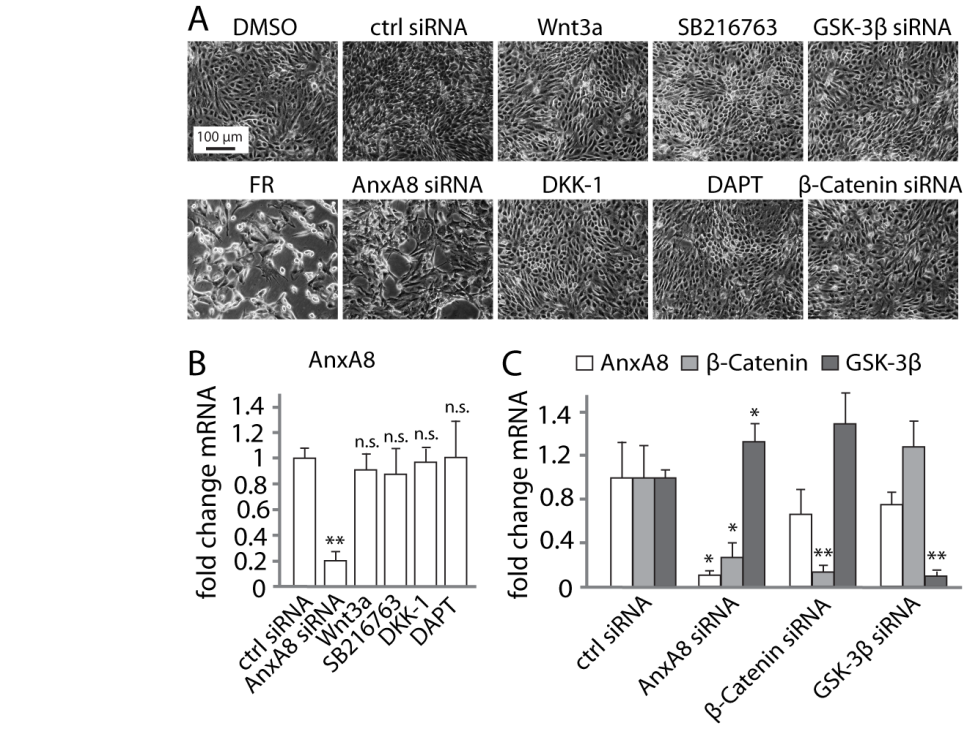 A
DMSO ctrl siRNA Wnt3a SB216763 GSK-3β siRNA
100 µm
FR AnxA8 siRNA DKK-1 DAPT β-Catenin siRNA
B
AnxA8
fold change mRNA
1.4
1.2
1
0.8
0.6
0.4
0.2
0
**
n.s.
n.s.
n.s.
n.s.
ctrl siRNA
AnxA8 siRNA
Wnt3a
SB216763
DKK-1
DAPT
C
AnxA8 β-Catenin GSK-3β
fold change mRNA
1.4
1.2
0.8
0.4
0
*
*
*
**
**
ctrl siRNA
AnxA8 siRNA
β-Catenin siRNA
GSK-3β siRNA